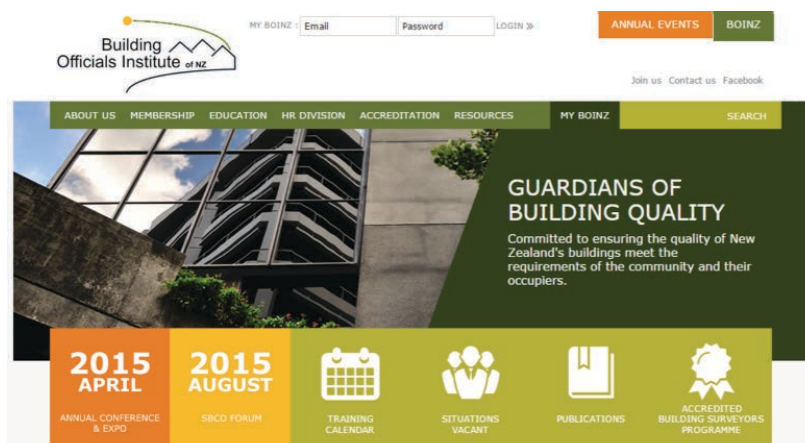 MY BOINZ : Email Password LOGIN »
ANNUAL EVENTS BOINZ
Building
Officials Institute of NZ
Join us Contact us Facebook
ABOUT US MEMBERSHIP EDUCATION HR DIVISION ACCREDITATION RESOURCES MY BOINZ SEARCH
GUARDIANS OF
BUILDING QUALITY
Committed to ensuring the quality of New
Zealand's buildings meet the
requirements of the community and their
occupiers.
2015
APRIL
ANNUAL CONFERENCE
& EXPO
2015
AUGUST
SBCO FORUM
TRAINING
CALENDAR
SITUATIONS
VACANT
PUBLICATIONS
ACCREDITED
BUILDING SURVEYORS
PROGRAMME